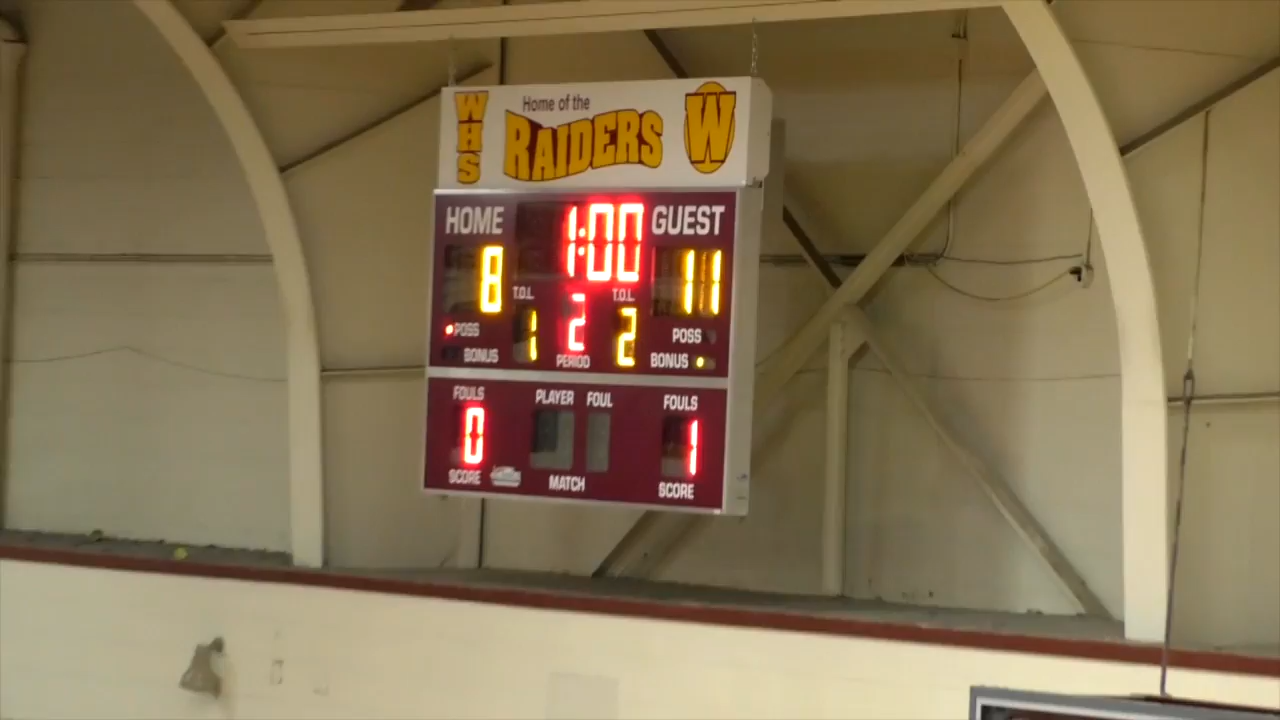 Home of the
WHS RAIDERS W
HOME 1:00 GUEST
8 11
T.O.L. T.O.L.
1 2 2
POSS POSS
BONUS PERIOD BONUS
FOULS PLAYER FOUL FOULS
0 1
SCORE MATCH SCORE